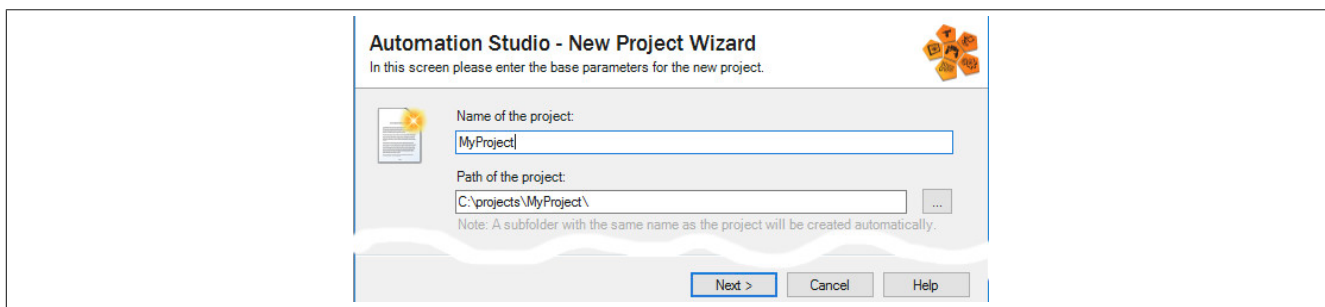 Automation Studio - New Project Wizard
In this screen please enter the base parameters for the new project.
Name of the project:
MyProject
Path of the project:
C:\projects\MyProject\
...
Note: A subfolder with the same name as the project will be created automatically.
Next >
Cancel
Help